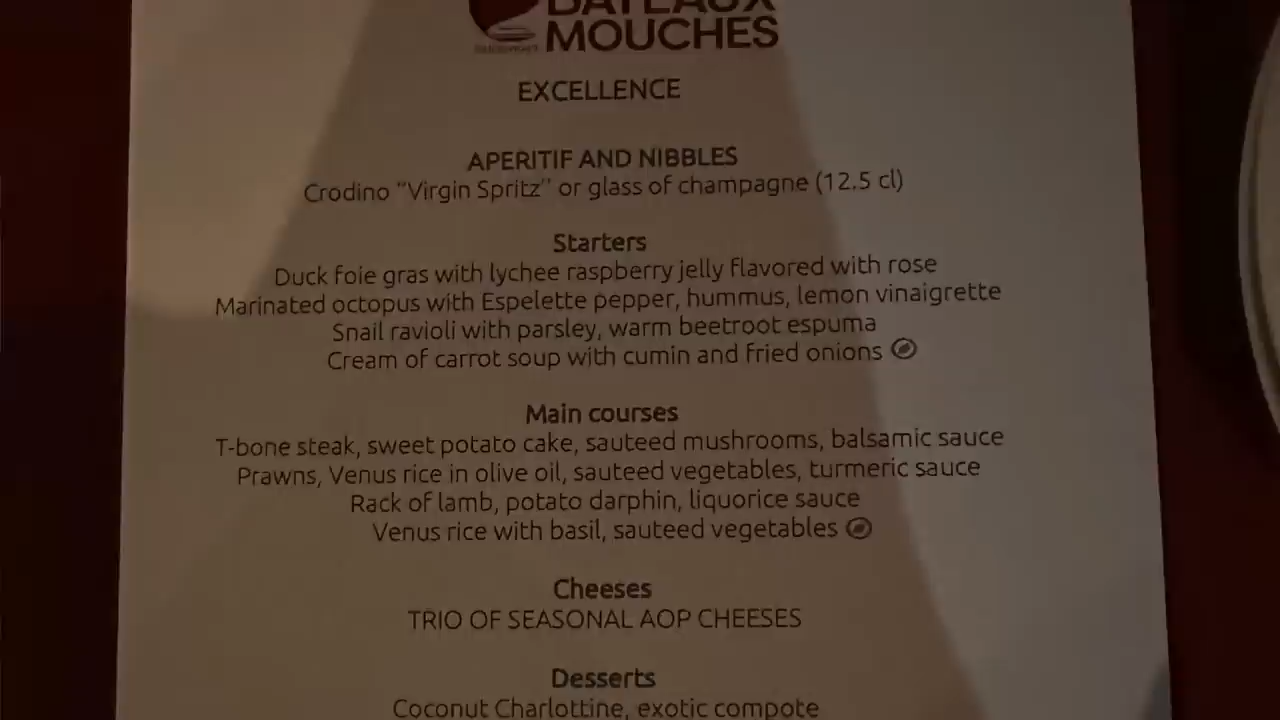 BATEAUX
MOUCHES
EXCELLENCE
APERITIF AND NIBBLES
Crodino "Virgin Spritz" or glass of champagne (12.5 cl)
Starters
Duck foie gras with lychee raspberry jelly flavored with rose
Marinated octopus with Espelette pepper, hummus, lemon vinaigrette
Snail ravioli with parsley, warm beetroot espuma
Cream of carrot soup with cumin and fried onions
Main courses
T-bone steak, sweet potato cake, sauteed mushrooms, balsamic sauce
Prawns, Venus rice in olive oil, sauteed vegetables, turmeric sauce
Rack of lamb, potato darphin, liquorice sauce
Venus rice with basil, sauteed vegetables
Cheeses
TRIO OF SEASONAL AOP CHEESES
Desserts
Coconut Charlottine, exotic compote